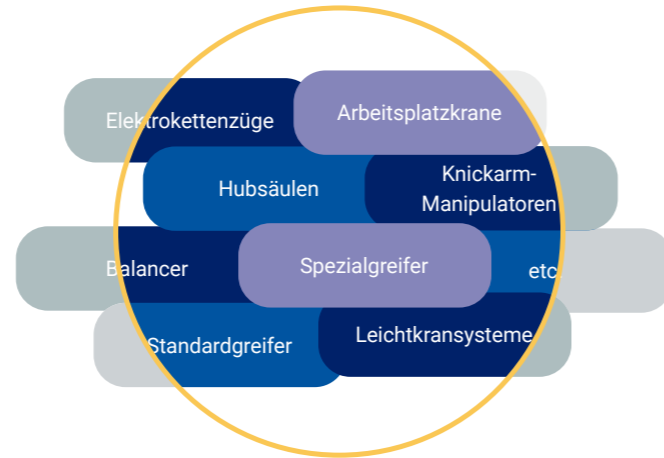 Elektrokettenzüge
Arbeitsplatzkrane
Hubsäulen
Knickarm-
Manipulatoren
Balancer
Spezialgreifer
etc.
Standardgreifer
Leichtkransysteme